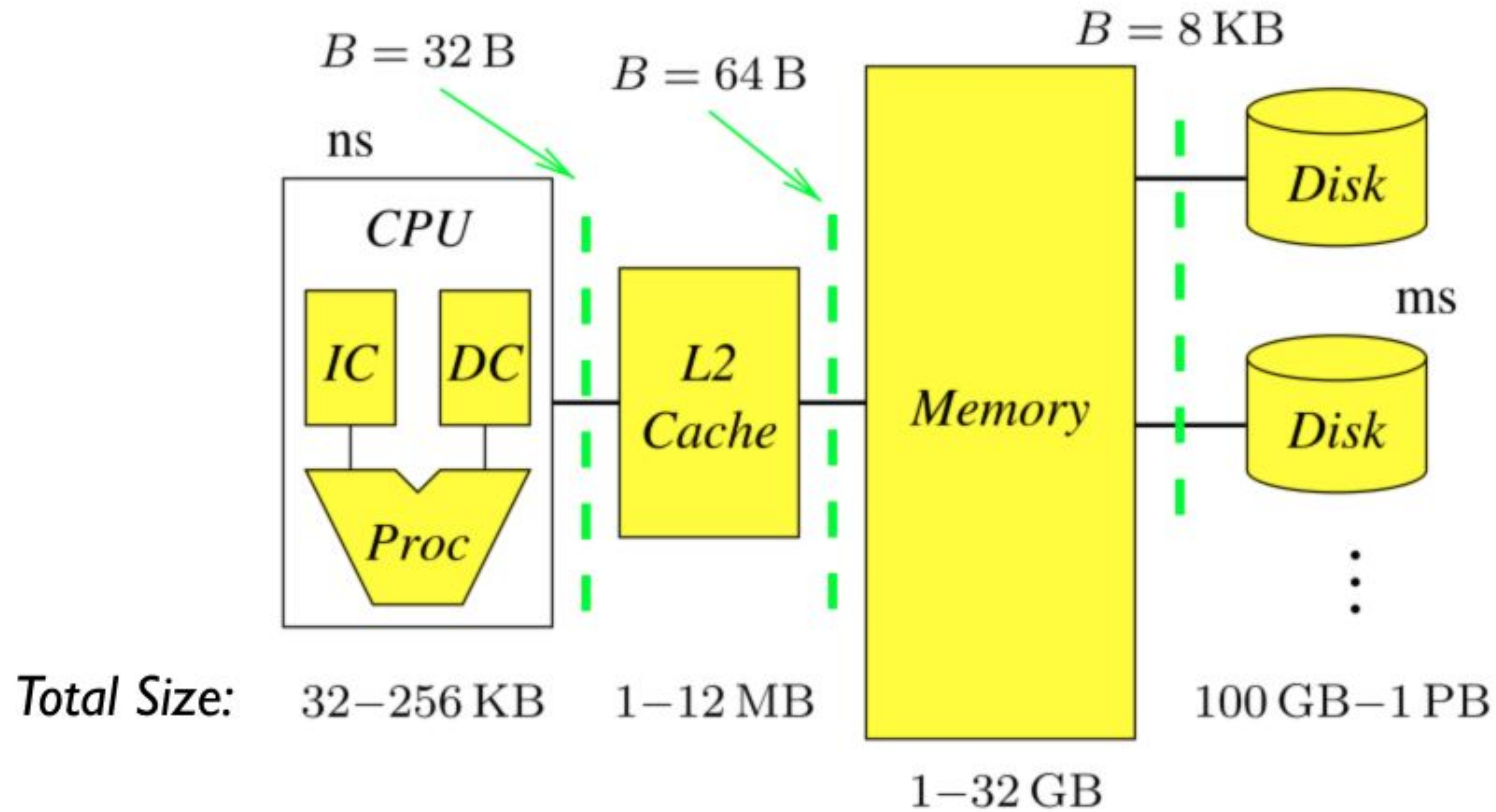 B = 32 B
B = 64 B
B = 8 KB
ns
CPU
IC
DC
Proc
L2
Cache
Memory
Disk
ms
Disk
Total Size:
32–256 KB
1–12 MB
1–32 GB
100 GB–1 PB